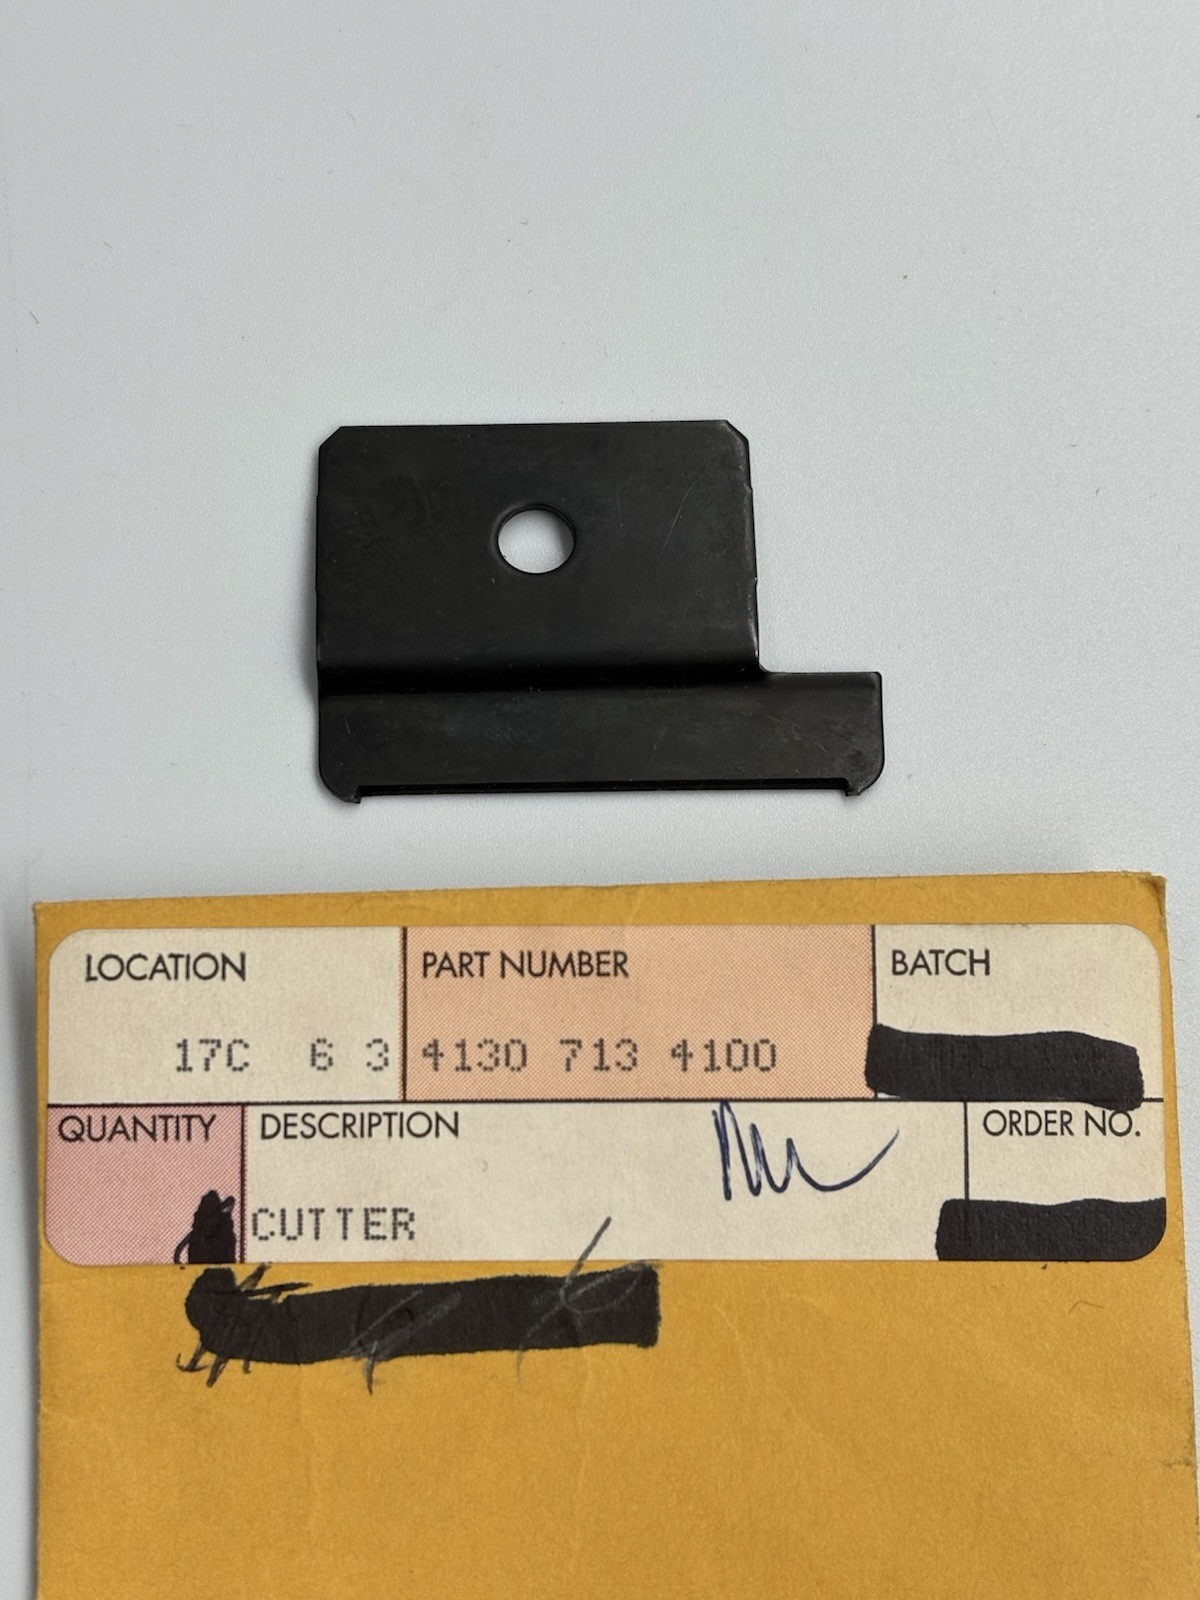 LOCATION PART NUMBER BATCH
17C 6 3 4130 713 4100
QUANTITY DESCRIPTION ORDER NO.
CUTTER